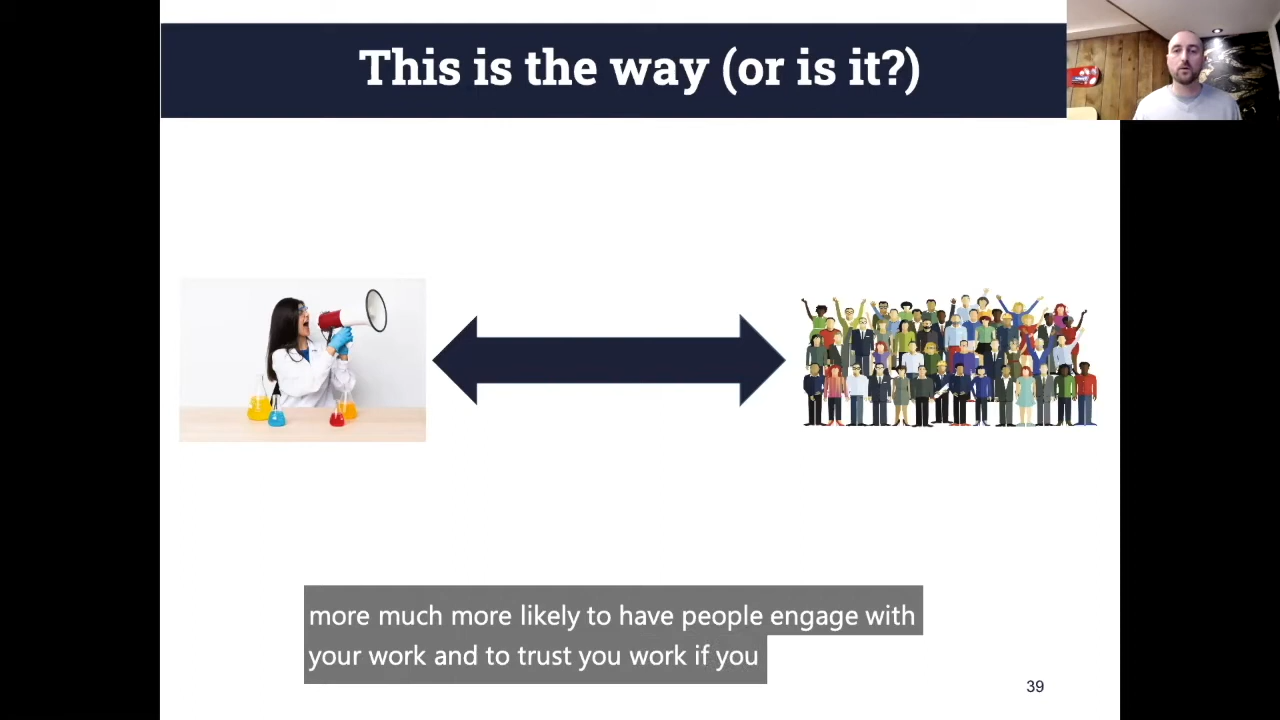 This is the way (or is it?)
more much more likely to have people engage with
your work and to trust you work if you
39